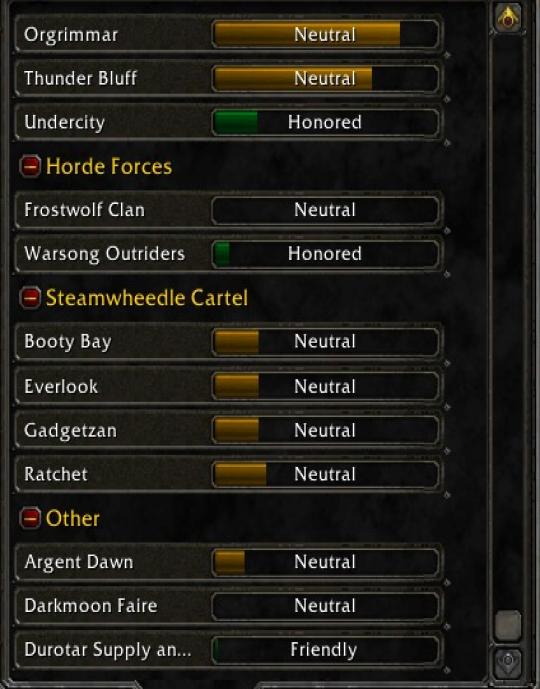 Orgrimmar Neutral
Thunder Bluff Neutral
Undercity Honored
Horde Forces
Frostwolf Clan Neutral
Warsong Outriders Honored
Steamwheedle Cartel
Booty Bay Neutral
Everlook Neutral
Gadgetzan Neutral
Ratchet Neutral
Other
Argent Dawn Neutral
Darkmoon Faire Neutral
Durotar Supply an... Friendly